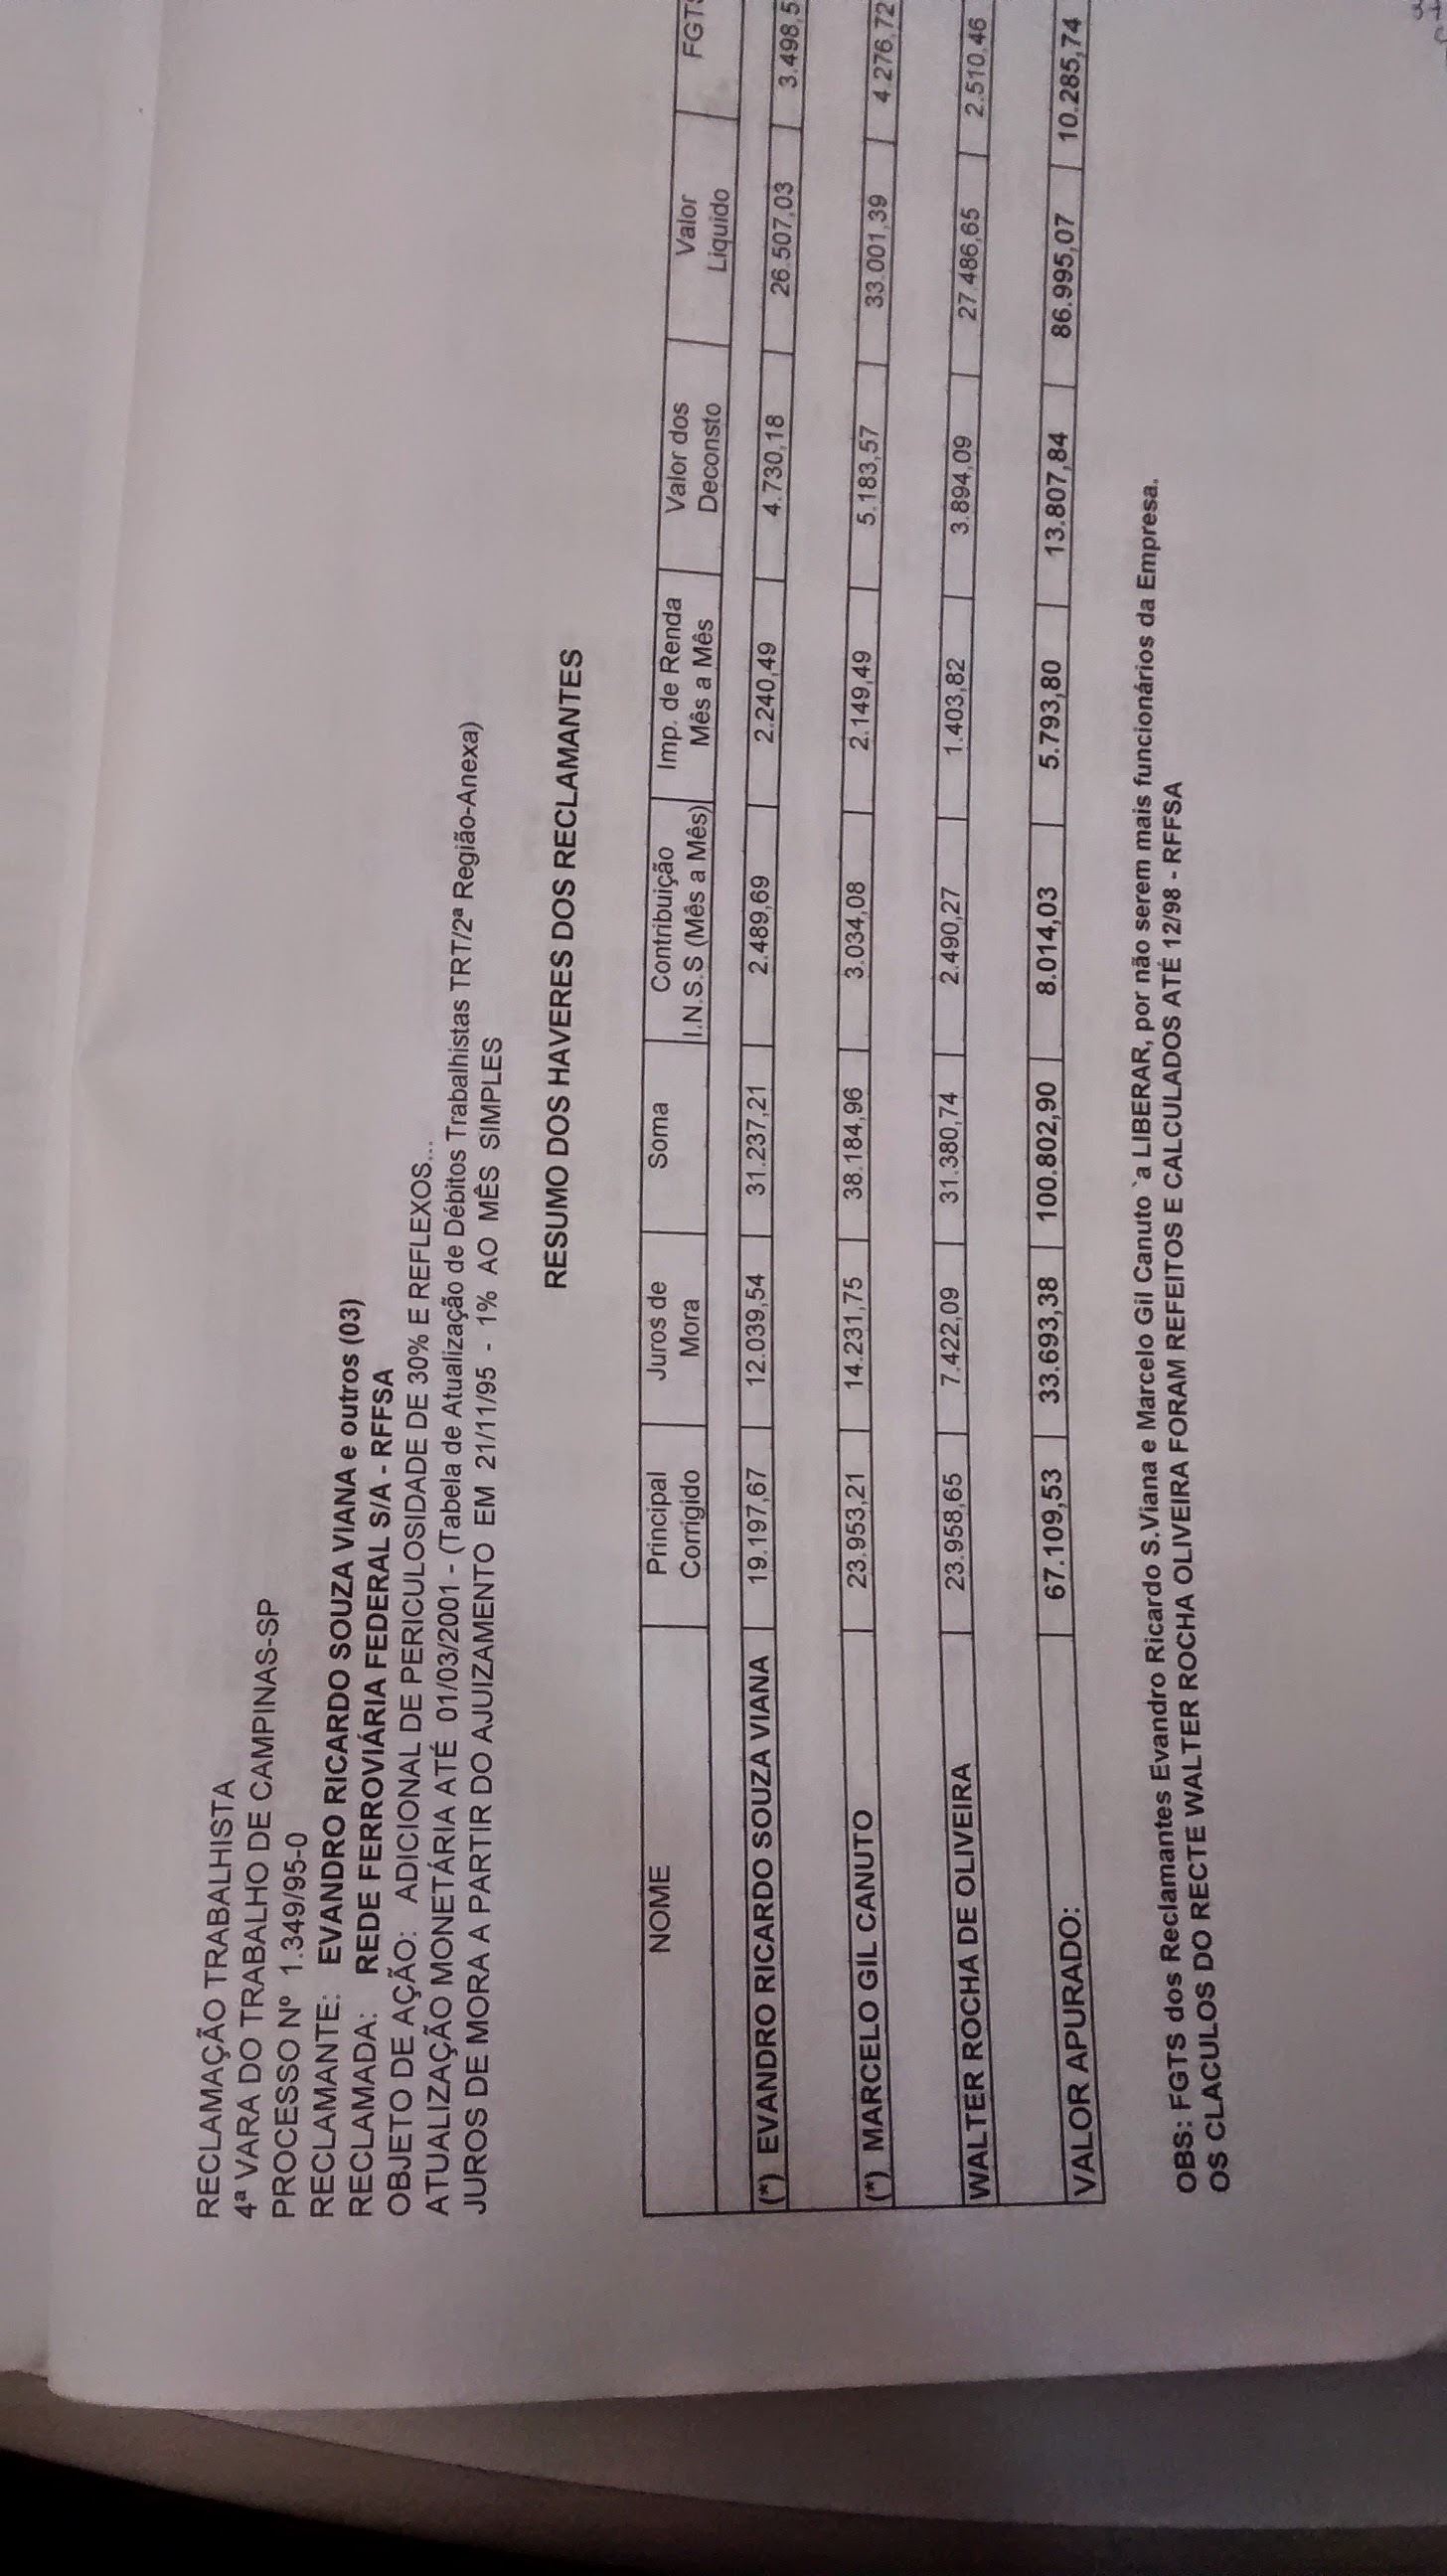 RECLAMAÇÃO TRABALHISTA
4ª VARA DO TRABALHO DE CAMPINAS-SP
PROCESSO Nº 1.349/95-0
RECLAMANTE: EVANDRO RICARDO SOUZA VIANA e outros (03)
RECLAMADA: REDE FERROVIÁRIA FEDERAL S/A - RFFSA
OBJETO DE AÇÃO: ADICIONAL DE PERICULOSIDADE DE 30% E REFLEXOS...
ATUALIZAÇÃO MONETÁRIA ATÉ 01/03/2001 - (Tabela de Atualização de Débitos Trabalhistas TRT/2ª Região-Anexa)
JUROS DE MORA A PARTIR DO AJUIZAMENTO EM 21/11/95 - 1% AO MÊS SIMPLES
RESUMO DOS HAVERES DOS RECLAMANTES
NOME Principal Juros de Soma Contribuição Imp. de Renda Valor dos Valor FGTS
Corrigido Mora I.N.S.S (Mês a Mês) Mês a Mês Deconsto Liquido
(*) EVANDRO RICARDO SOUZA VIANA 19.197,67 12.039,54 31.237,21 2.489,69 2.240,49 4.730,18 26.507,03 3.498,5
(*) MARCELO GIL CANUTO 23.953,21 14.231,75 38.184,96 3.034,08 2.149,49 5.183,57 33.001,39 4.276,72
WALTER ROCHA DE OLIVEIRA 23.958,65 7.422,09 31.380,74 2.490,27 1.403,82 3.894,09 27.486,65 2.510,46
VALOR APURADO: 67.109,53 33.693,38 100.802,90 8.014,03 5.793,80 13.807,84 86.995,07 10.285,74
OBS: FGTS dos Reclamantes Evandro Ricardo S.Viana e Marcelo Gil Canuto `a LIBERAR, por não serem mais funcionários da Empresa.
OS CLACULOS DO RECTE WALTER ROCHA OLIVEIRA FORAM REFEITOS E CALCULADOS ATÉ 12/98 - RFFSA